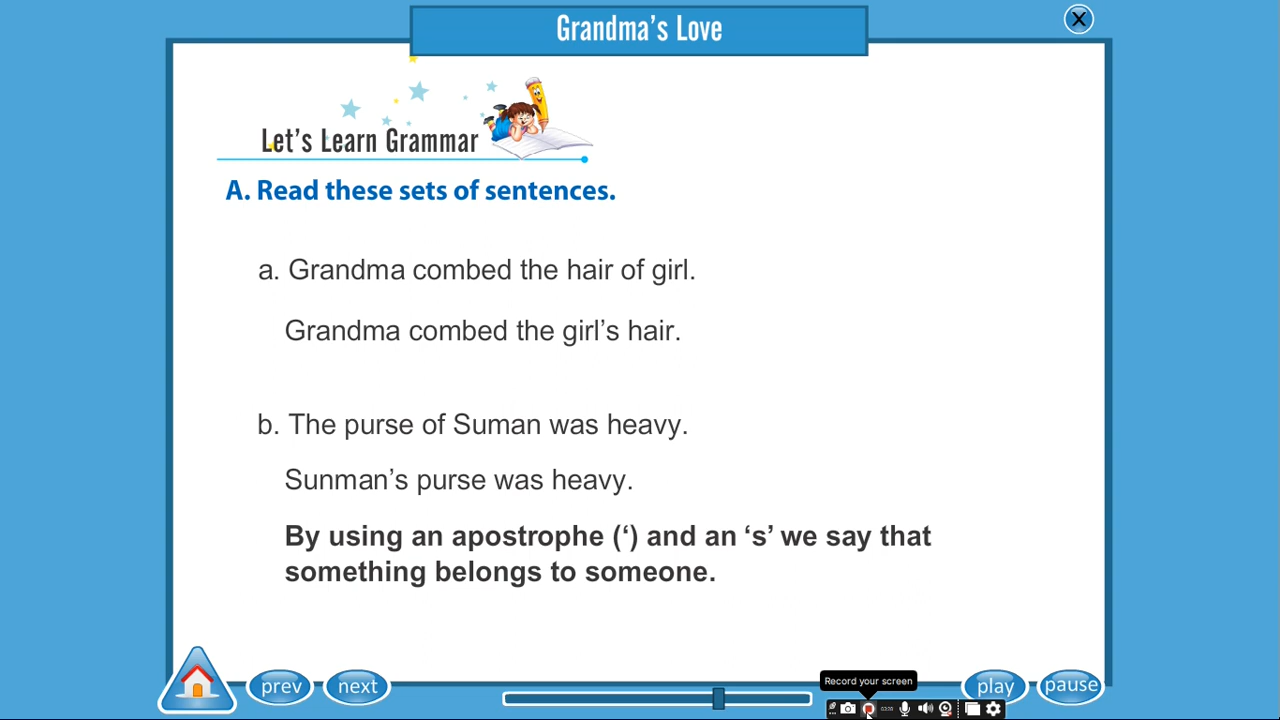 Grandma's Love
X
Let's Learn Grammar
A. Read these sets of sentences.
a. Grandma combed the hair of girl.
Grandma combed the girl’s hair.
b. The purse of Suman was heavy.
Sunman’s purse was heavy.
By using an apostrophe (‘) and an ‘s’ we say that
something belongs to someone.
Record your screen
prev
next
play
pause